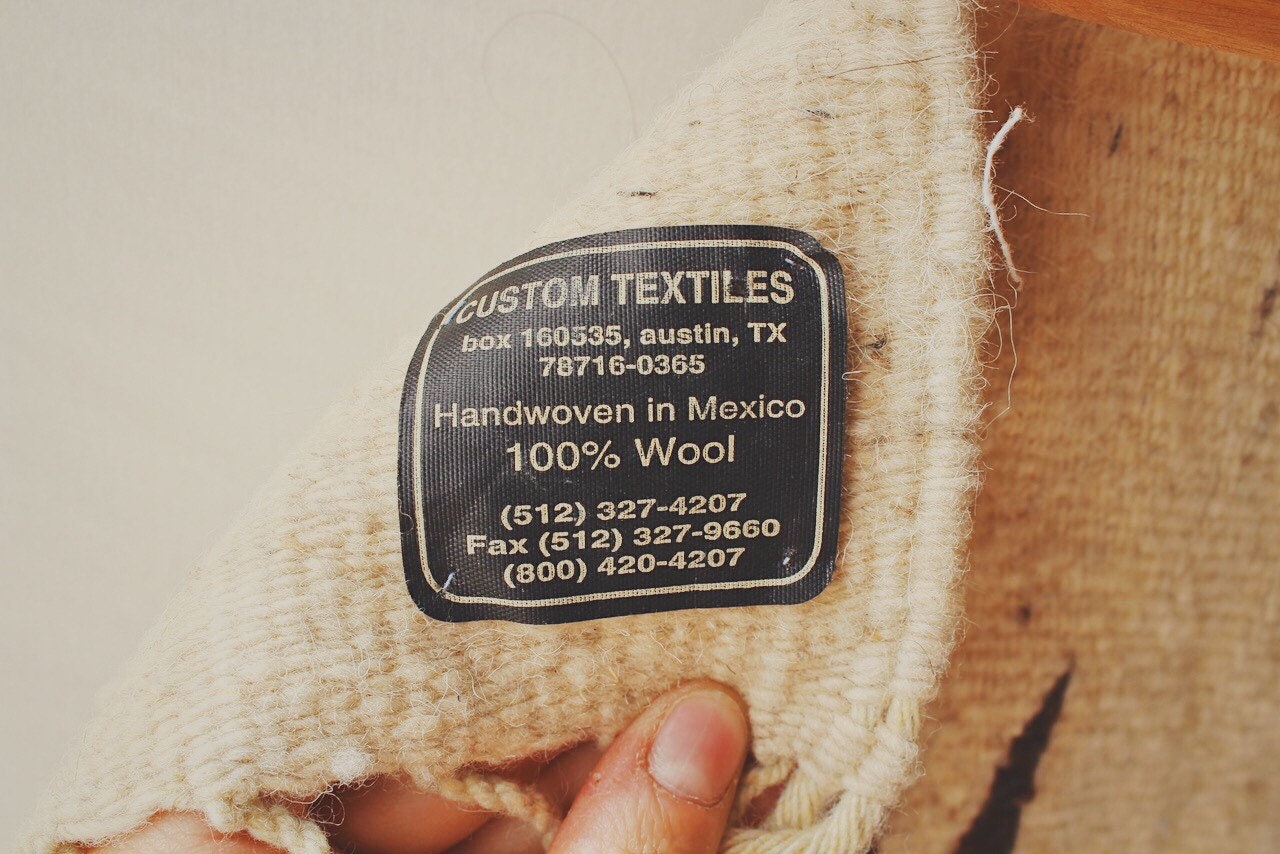 CUSTOM TEXTILES
box 160535, austin, TX
78716-0365
Handwoven in Mexico
100% Wool
(512) 327-4207
Fax (512) 327-9660
(800) 420-4207